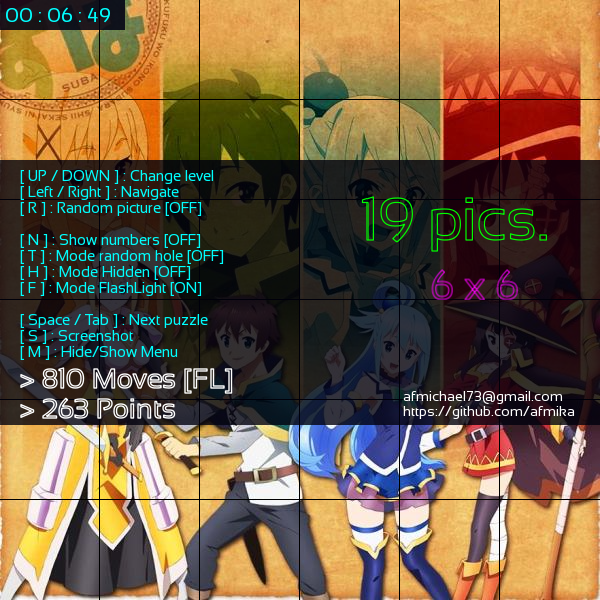 00 : 06 : 49
SUBA
[ UP / DOWN ] : Change level
[ Left / Right ] : Navigate
[ R ] : Random picture [OFF]
19 pics.
[ N ] : Show numbers [OFF]
[ T ] : Mode random hole [OFF]
[ H ] : Mode Hidden [OFF]
[ F ] : Mode FlashLight [ON]
6 x 6
[ Space / Tab ] : Next puzzle
[ S ] : Screenshot
[ M ] : Hide/Show Menu
> 810 Moves [FL]
> 263 Points
afmichael73@gmail.com
https://github.com/afmika